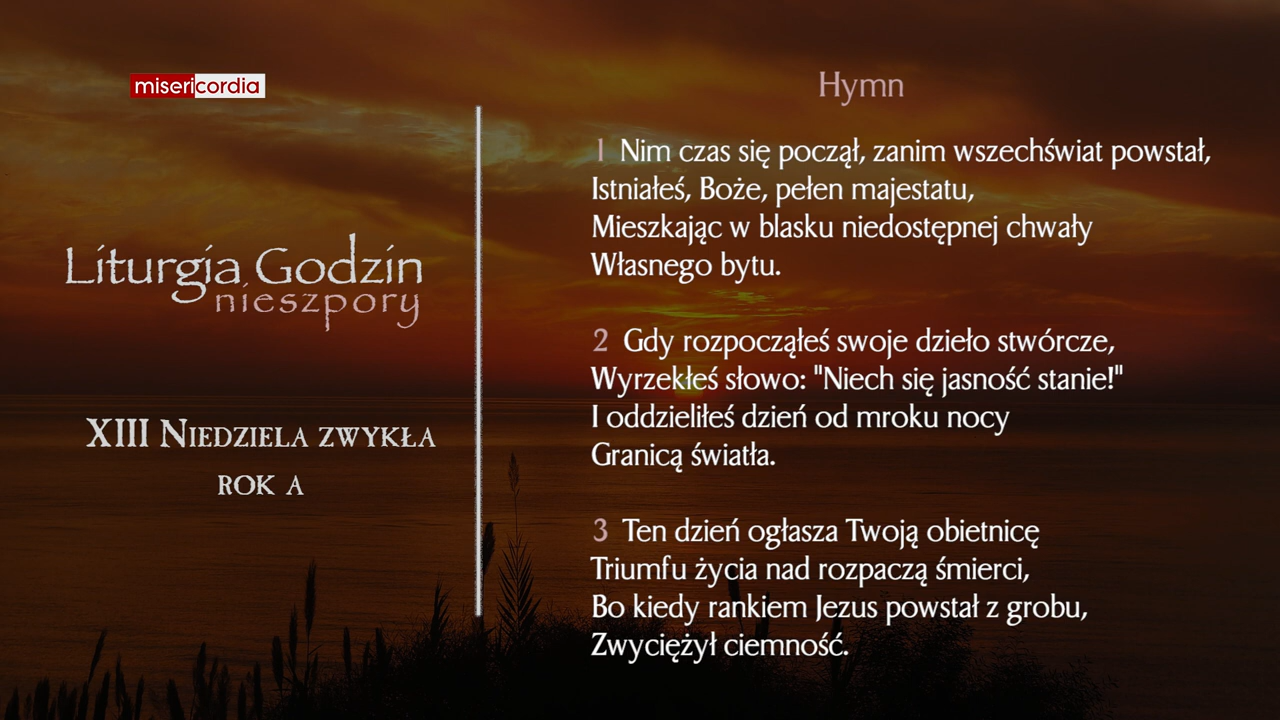 misericordia
Liturgia Godzin
nieszpory
XIII Niedziela zwykła
rok a
Hymn
1 Nim czas się począł, zanim wszechświat powstał,
Istniałeś, Boże, pełen majestatu,
Mieszkając w blasku niedostępnej chwały
Własnego bytu.
2 Gdy rozpocząłeś swoje dzieło stwórcze,
Wyrzekłeś słowo: "Niech się jasność stanie!"
I oddzieliłeś dzień od mroku nocy
Granicą światła.
3 Ten dzień ogłasza Twoją obietnicę
Triumfu życia nad rozpaczą śmierci,
Bo kiedy rankiem Jezus powstał z grobu,
Zwyciężył ciemność.